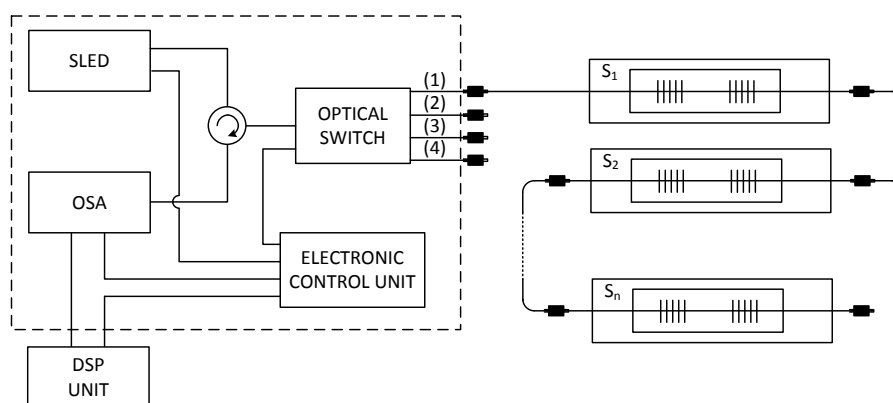 SLED
OPTICAL
SWITCH
(1)
(2)
(3)
(4)
S1
S2
Sn
OSA
ELECTRONIC
CONTROL UNIT
DSP
UNIT